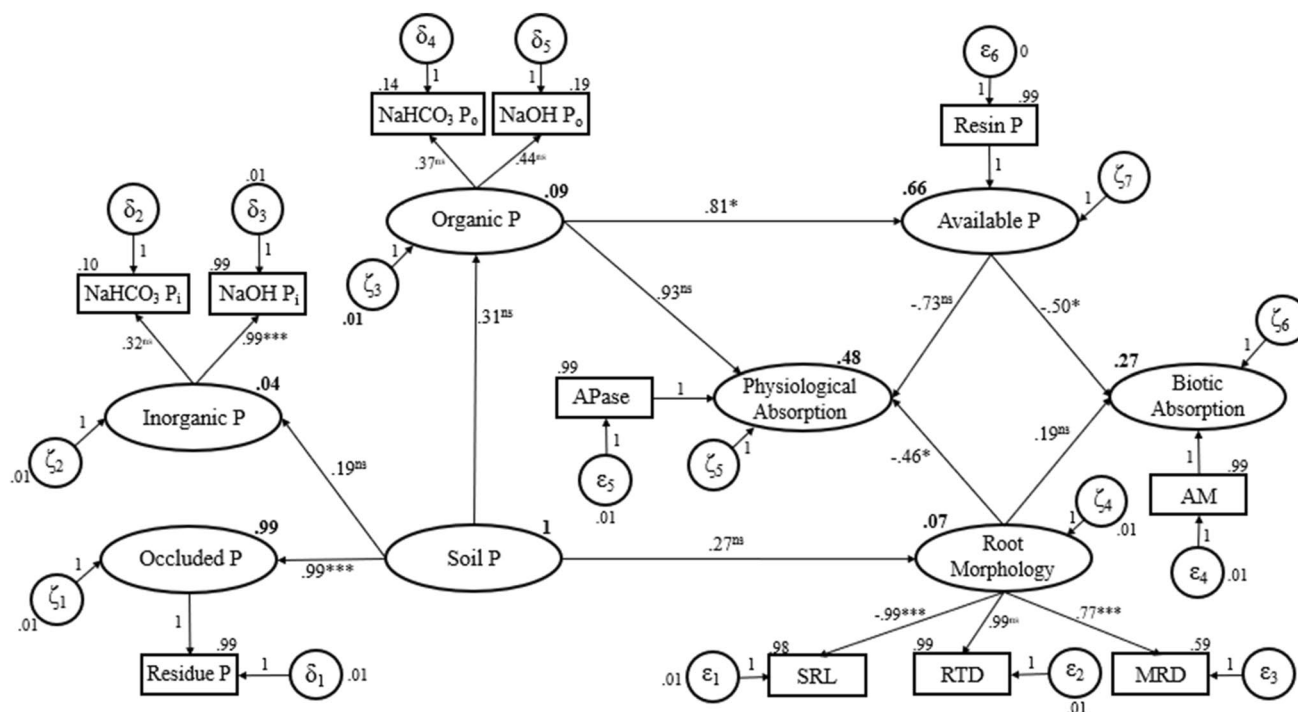 δ4
δ5
ε6
0
1
1
1
.14
.19
.99
NaHCO3 Po
NaOH Po
Resin P
.37ns
.44ns
1
.01
δ2
δ3
.09
.66
ζ7
1
Organic P
.81*
Available P
1
1
1
ζ3
.01
.10
.99
NaHCO3 Pi
NaOH Pi
.93ns
-.73ns
-.50*
ζ6
1
.31ns
.32ns
.99***
.04
.48
.27
.99
Inorganic P
APase
1
Physiological
Absorption
Biotic
Absorption
1
.01
ζ2
1
ζ5
1
-.46*
.19ns
1
.99
.19ns
ε5
.01
AM
ζ4
.01
1
1
.99
1
.07
Occluded P
Soil P
.27ns
Root
Morphology
1
.99***
ε4
.01
ζ1
.01
1
-.99***
.99ns
.77***
.99
.98
.99
.59
Residue P
1
δ1
.01
.01
ε1
1
SRL
RTD
1
ε2
.01
MRD
1
ε3